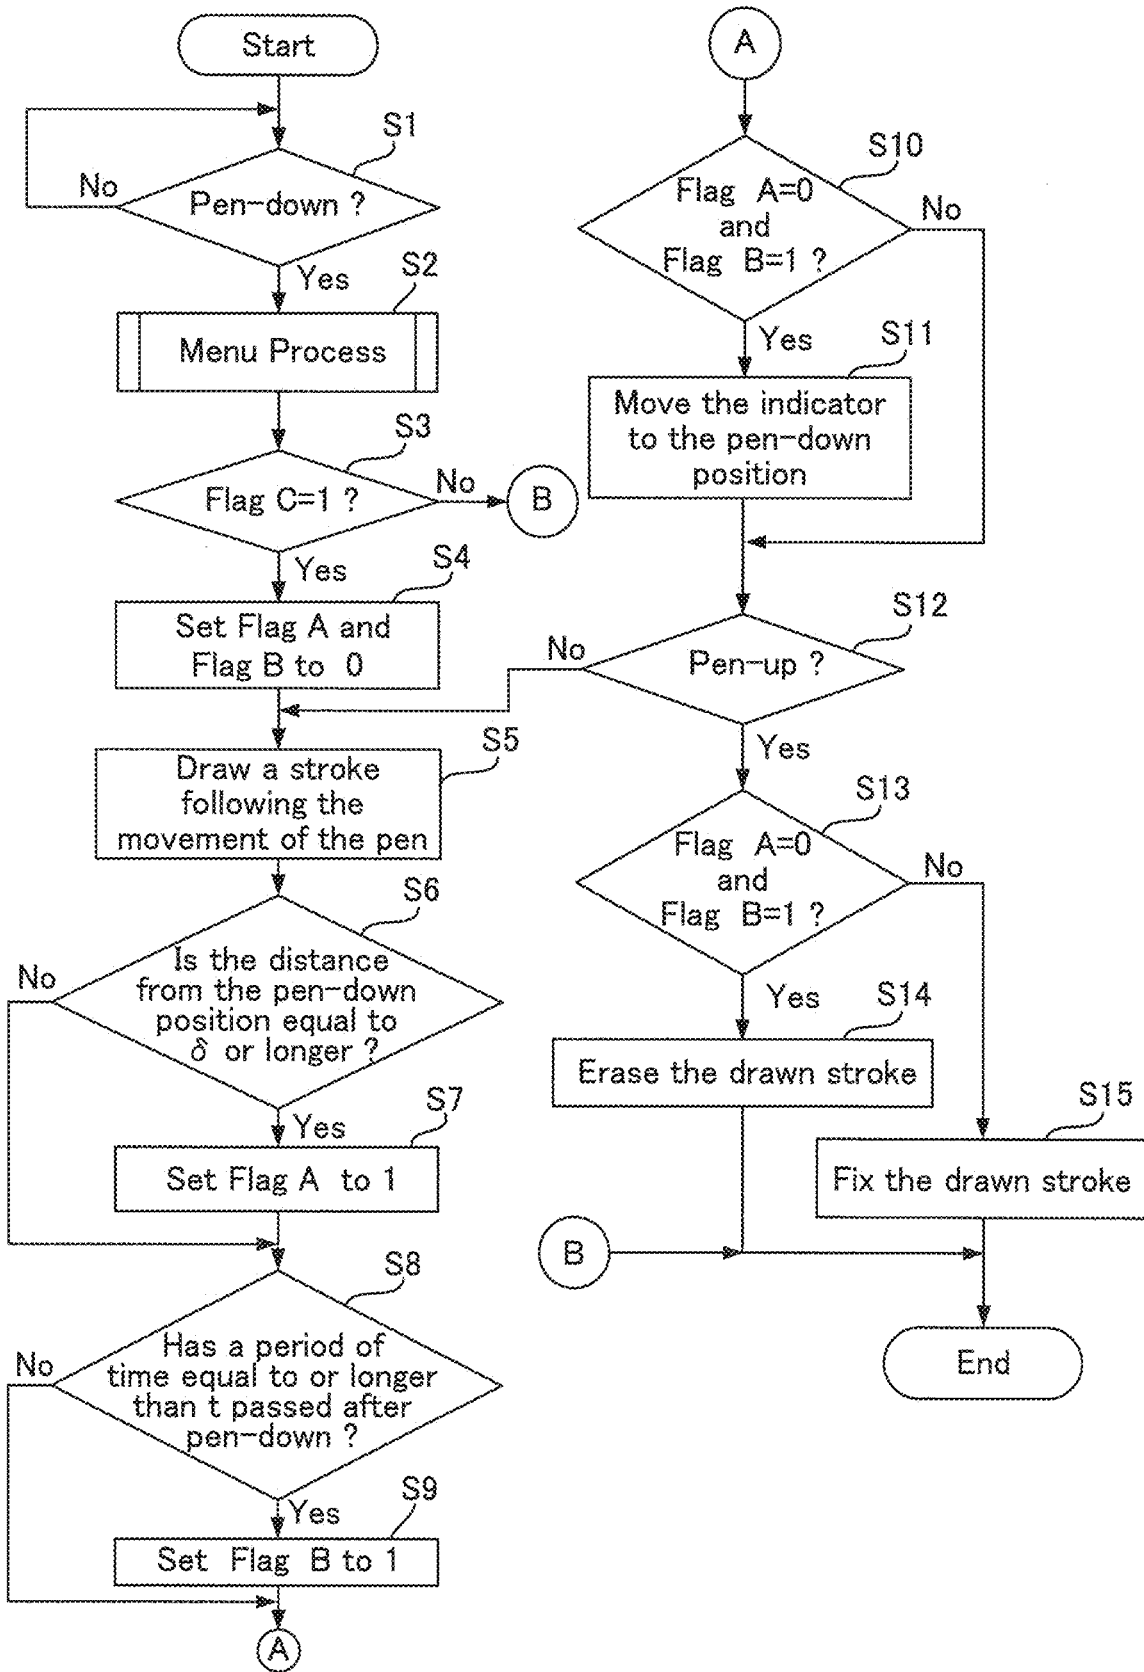 Start
S1
No
Pen-down ?
Yes
S2
Menu Process
S3
Flag C=1 ?
No
B
Yes
S4
Set Flag A and
Flag B to 0
S5
Draw a stroke
following the
movement of the pen
S6
No
Is the distance
from the pen-down
position equal to
δ or longer ?
Yes
S7
Set Flag A to 1
S8
No
Has a period of
time equal to or longer
than t passed after
pen-down ?
Yes
S9
Set Flag B to 1
A
A
S10
Flag A=0
and
Flag B=1 ?
No
Yes
S11
Move the indicator
to the pen-down
position
S12
No
Pen-up ?
Yes
S13
Flag A=0
and
Flag B=1 ?
No
Yes
S14
Erase the drawn stroke
S15
Fix the drawn stroke
B
End